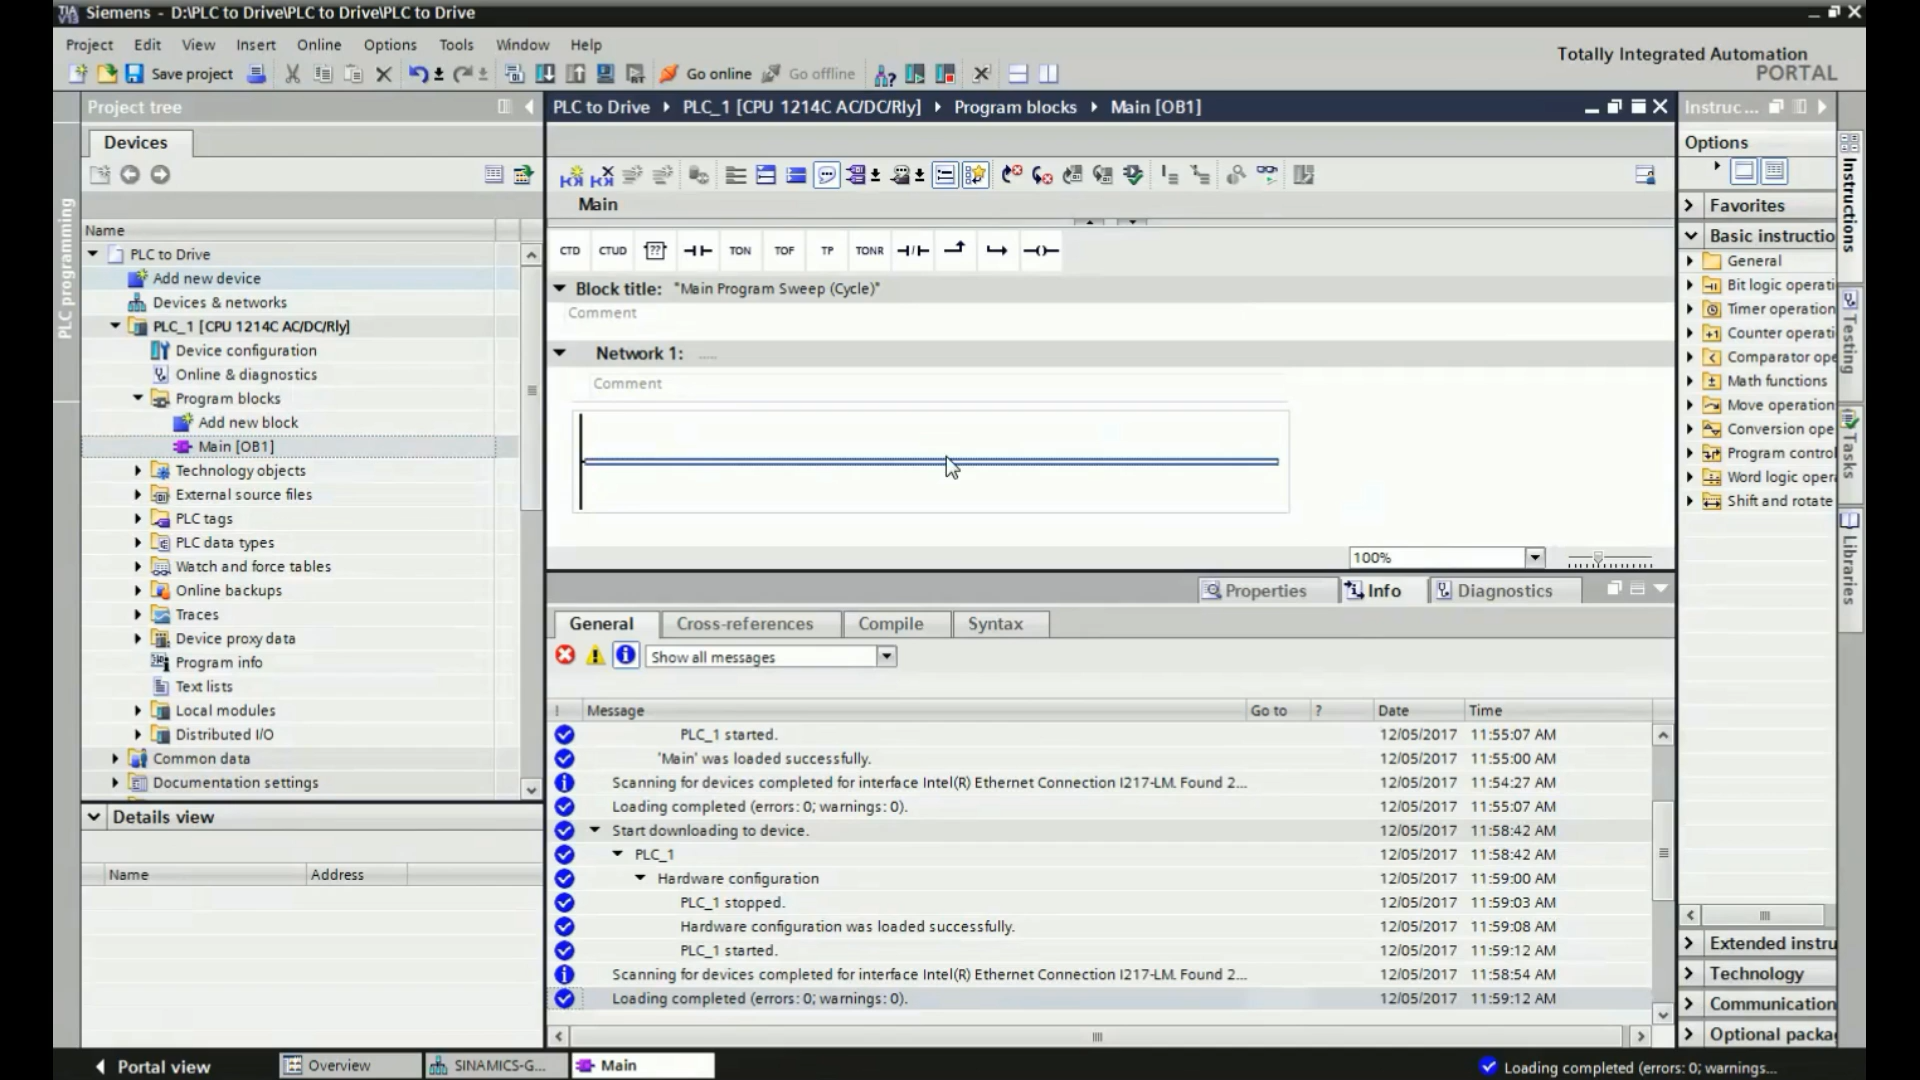 Siemens - D:\PLC to Drive\PLC to Drive\PLC to Drive
Project Edit View Insert Online Options Tools Window Help
Totally Integrated Automation
PORTAL
Save project Go online Go offline
Project tree
PLC to Drive PLC_1 [CPU 1214C AC/DC/Rly] Program blocks Main [OB1]
Instruc...
Devices
Options
PLC programming
Main
Name
CTD CTUD ?? TON TOF TP TONR
Block title: "Main Program Sweep (Cycle)"
Comment
Network 1: .....
Comment
100%
PLC to Drive
Add new device
Devices & networks
PLC_1 [CPU 1214C AC/DC/Rly]
Device configuration
Online & diagnostics
Program blocks
Add new block
Main [OB1]
Technology objects
External source files
PLC tags
PLC data types
Watch and force tables
Online backups
Traces
Device proxy data
Program info
Text lists
Local modules
Distributed I/O
Common data
Documentation settings
Details view
Name Address
Favorites
Basic instructio
General
Bit logic operati
Timer operation
Counter operati
Comparator ope
Math functions
Move operation
Conversion ope
Program control
Word logic oper
Shift and rotate
Extended instru
Technology
Communication
Optional packa
Instructions
Testing
Tasks
Libraries
Properties Info Diagnostics
General Cross-references Compile Syntax
Show all messages
! Message Go to ? Date Time
PLC_1 started. 12/05/2017 11:55:07 AM
'Main' was loaded successfully. 12/05/2017 11:55:00 AM
Scanning for devices completed for interface Intel(R) Ethernet Connection I217-LM. Found 2... 12/05/2017 11:54:27 AM
Loading completed (errors: 0; warnings: 0). 12/05/2017 11:55:07 AM
Start downloading to device. 12/05/2017 11:58:42 AM
PLC_1 12/05/2017 11:58:42 AM
Hardware configuration 12/05/2017 11:59:00 AM
PLC_1 stopped. 12/05/2017 11:59:03 AM
Hardware configuration was loaded successfully. 12/05/2017 11:59:08 AM
PLC_1 started. 12/05/2017 11:59:12 AM
Scanning for devices completed for interface Intel(R) Ethernet Connection I217-LM. Found 2... 12/05/2017 11:58:54 AM
Loading completed (errors: 0; warnings: 0). 12/05/2017 11:59:12 AM
Portal view Overview SINAMICS-G... Main
Loading completed (errors: 0; warnings...